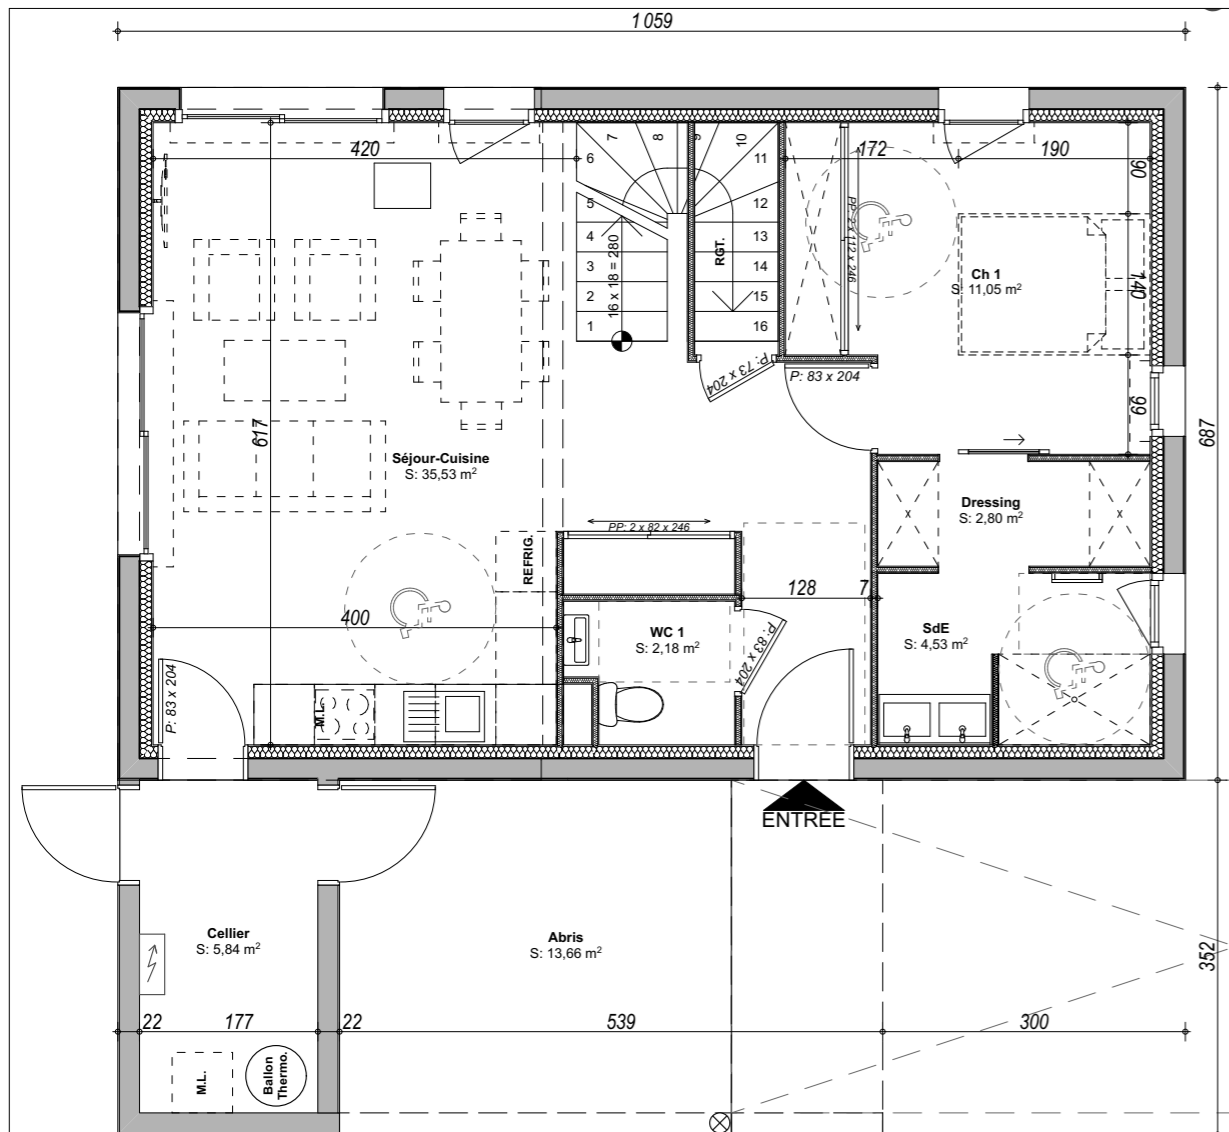 1 059
420
172
190
90
6
7
8
9
10
11
5
12
4
13
3
14
2
15
1
16
16 x 18 = 280
RGT.
PP: 2 x 112 x 246
Ch 1
S: 11,05 m²
140
P: 73 x 204
P: 83 x 204
99
687
617
Séjour-Cuisine
S: 35,53 m²
Dressing
S: 2,80 m²
PP: 2 x 82 x 246
REFRIG.
128
7
400
WC 1
S: 2,18 m²
SdE
S: 4,53 m²
P: 83 x 204
P: 83 x 204
M.L.
ENTRÉE
Cellier
S: 5,84 m²
Abris
S: 13,66 m²
352
22
177
22
539
300
M.L.
Ballon
Thermo.